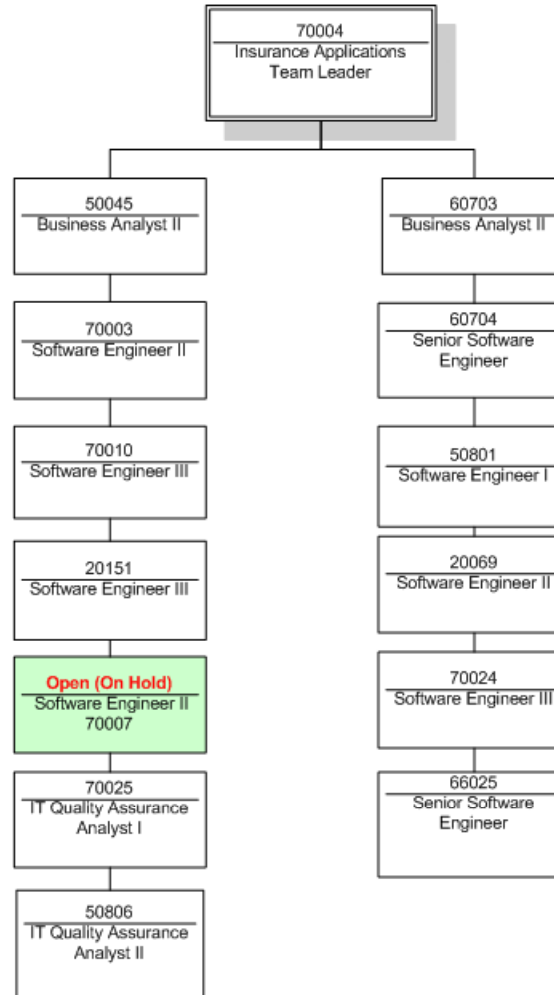 70004
Insurance Applications
Team Leader
50045
Business Analyst II
70003
Software Engineer II
70010
Software Engineer III
20151
Software Engineer III
Open (On Hold)
Software Engineer II
70007
70025
IT Quality Assurance
Analyst I
50806
IT Quality Assurance
Analyst II
60703
Business Analyst II
60704
Senior Software
Engineer
50801
Software Engineer I
20069
Software Engineer II
70024
Software Engineer III
66025
Senior Software
Engineer